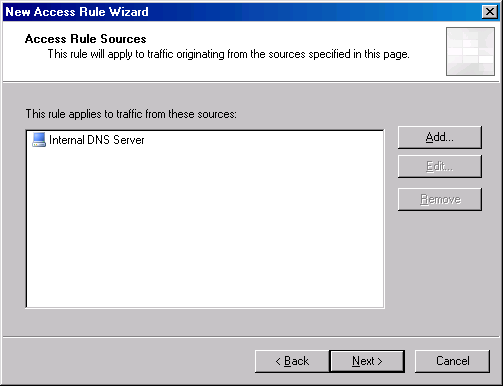 New Access Rule Wizard
Access Rule Sources
This rule will apply to traffic originating from the sources specified in this page.
This rule applies to traffic from these sources:
Internal DNS Server
Add...
Edit...
Remove
< Back
Next >
Cancel